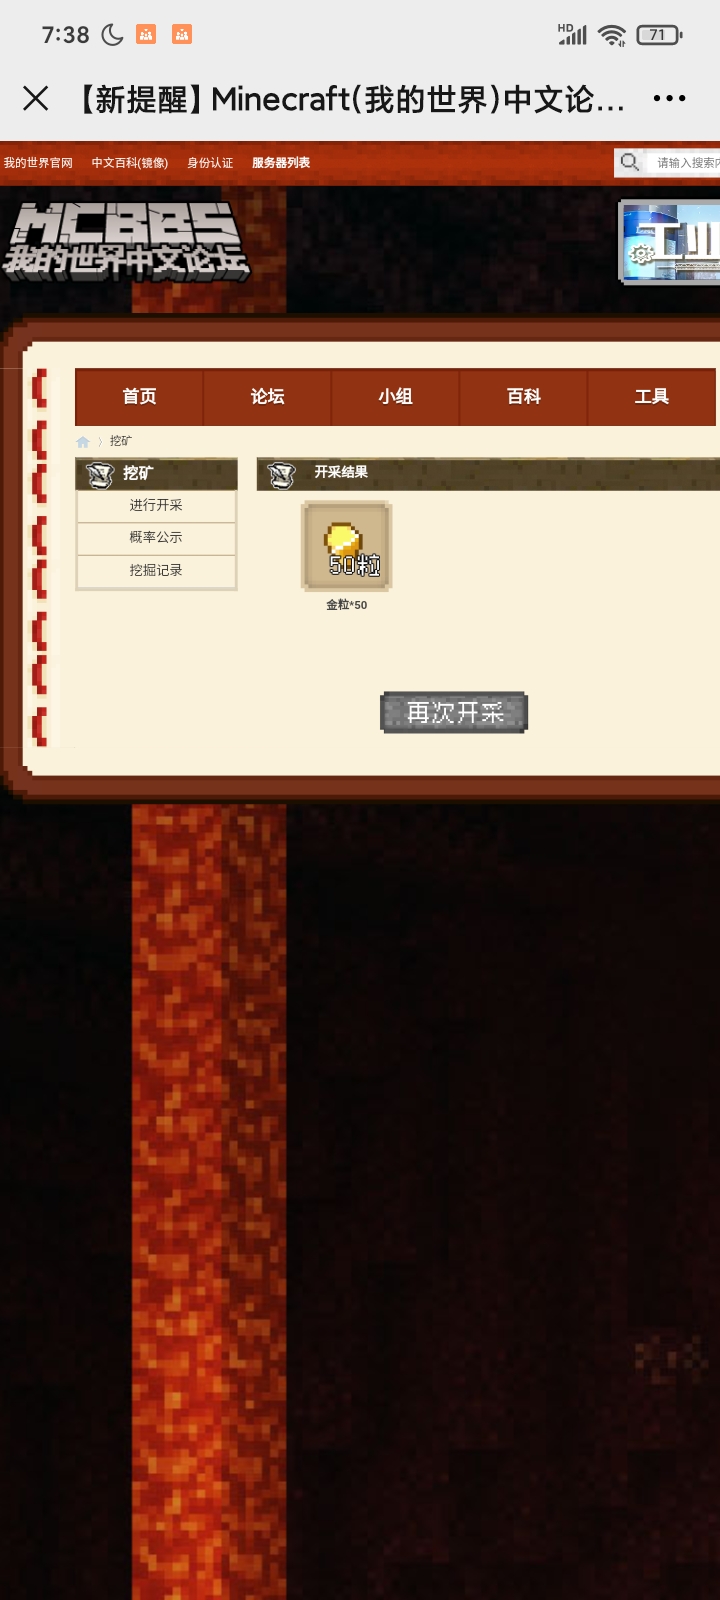 7:38
HD
71
【新提醒】Minecraft(我的世界)中文论...
我的世界官网 中文百科(镜像) 身份认证 服务器列表
请输入搜索内
MCBBS
我的世界中文论坛
工业
首页 论坛 小组 百科 工具
挖矿
挖矿
开采结果
进行开采
概率公示
挖掘记录
50粒
金粒*50
再次开采